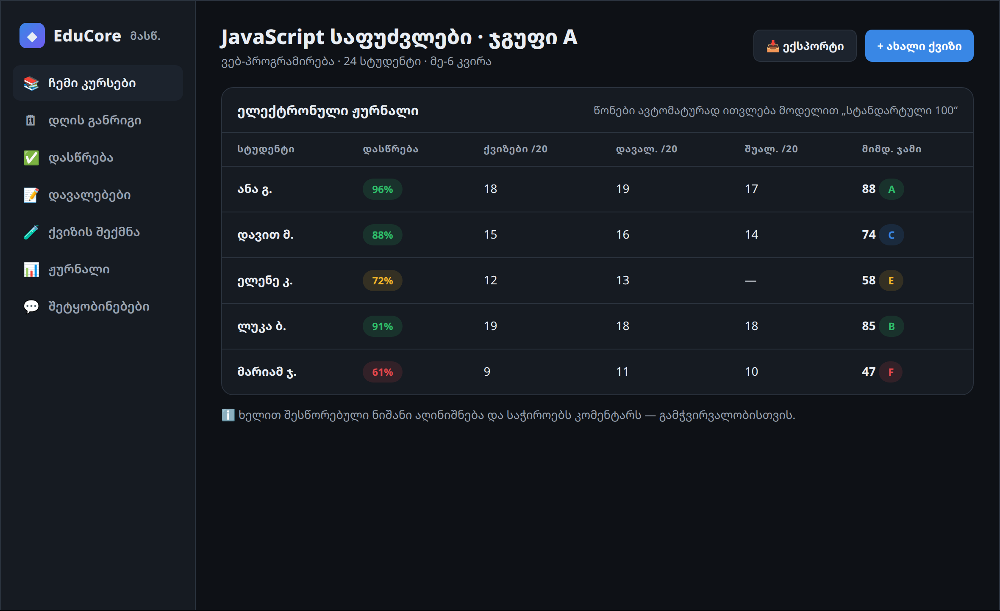 EduCore მასწ.
ჩემი კურსები
დღის განრიგი
დასწრება
დავალებები
ქვიზის შექმნა
ჟურნალი
შეტყობინებები
JavaScript საფუძვლები · ჯგუფი A
ვებ-პროგრამირება · 24 სტუდენტი · მე-6 კვირა
ექსპორტი
+ ახალი ქვიზი
ელექტრონული ჟურნალი
წონები ავტომატურად ითვლება მოდელით „სტანდარტული 100“
სტუდენტი დასწრება ქვიზები /20 დავალ. /20 შუალ. /20 მიმდ. ჯამი
ანა გ. 96% 18 19 17 88 A
დავით მ. 88% 15 16 14 74 C
ელენე კ. 72% 12 13 — 58 E
ლუკა ბ. 91% 19 18 18 85 B
მარიამ ჯ. 61% 9 11 10 47 F
ℹ️ ხელით შესწორებული ნიშანი აღინიშნება და საჭიროებს კომენტარს — გამჭვირვალობისთვის.